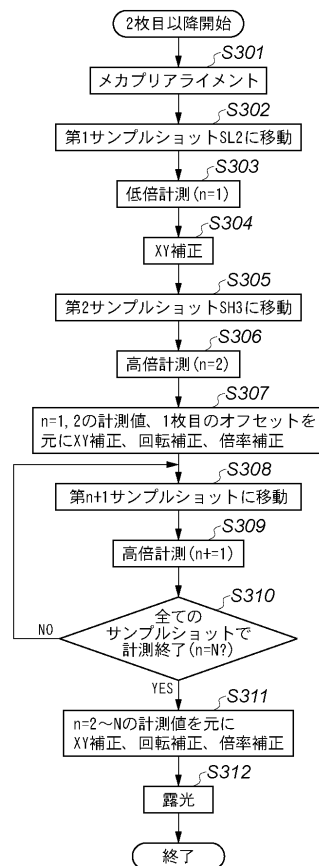 2枚目以降開始
S301
メカプリアライメント
S302
第1サンプルショットSL2に移動
S303
低倍計測(n=1)
S304
XY補正
S305
第2サンプルショットSH3に移動
S306
高倍計測(n=2)
S307
n=1,2の計測値、1枚目のオフセットを
元にXY補正、回転補正、倍率補正
S308
第n+1サンプルショットに移動
S309
高倍計測(n+=1)
S310
全ての
サンプルショットで
計測終了(n=N?)
NO
YES
S311
n=2～Nの計測値を元に
XY補正、回転補正、倍率補正
S312
露光
終了